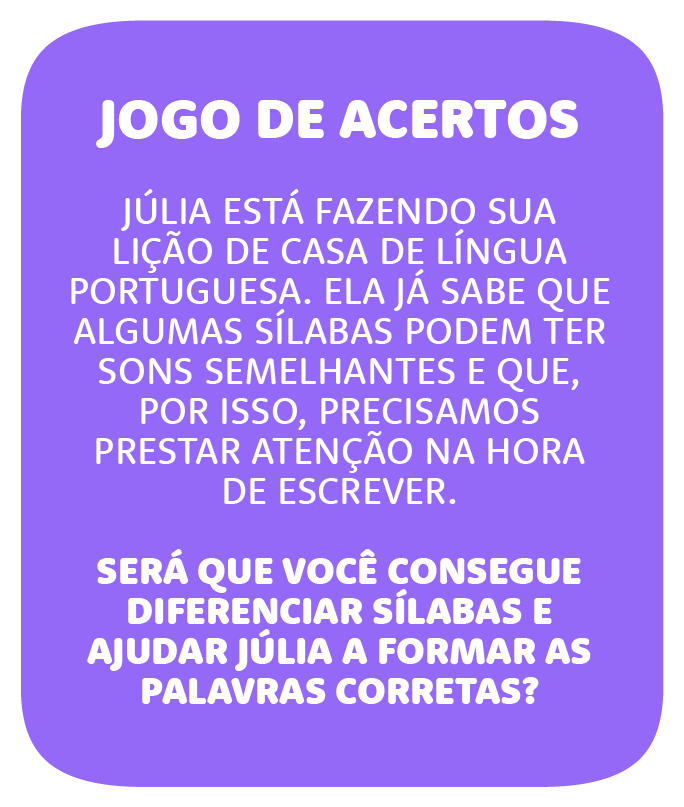 JOGO DE ACERTOS
JÚLIA ESTÁ FAZENDO SUA
LIÇÃO DE CASA DE LÍNGUA
PORTUGUESA. ELA JÁ SABE QUE
ALGUMAS SÍLABAS PODEM TER
SONS SEMELHANTES E QUE,
POR ISSO, PRECISAMOS
PRESTAR ATENÇÃO NA HORA
DE ESCREVER.
SERÁ QUE VOCÊ CONSEGUE
DIFERENCIAR SÍLABAS E
AJUDAR JÚLIA A FORMAR AS
PALAVRAS CORRETAS?